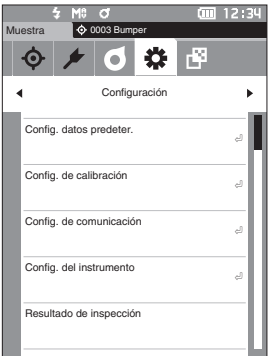 M 12:34
Muestra 0003 Bumper
Configuración
Config. datos predeter.
Config. de calibración
Config. de comunicación
Config. del instrumento
Resultado de inspección